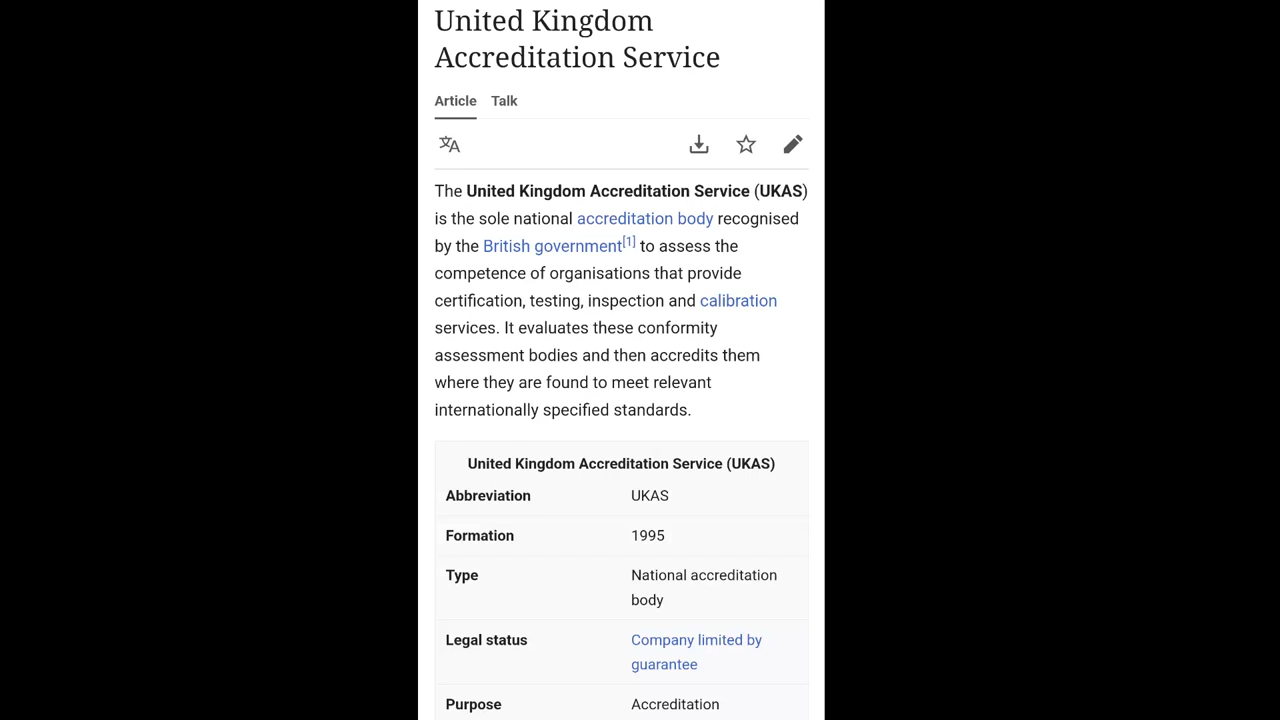 United Kingdom
Accreditation Service
Article Talk
The United Kingdom Accreditation Service (UKAS)
is the sole national accreditation body recognised
by the British government[1] to assess the
competence of organisations that provide
certification, testing, inspection and calibration
services. It evaluates these conformity
assessment bodies and then accredits them
where they are found to meet relevant
internationally specified standards.
United Kingdom Accreditation Service (UKAS)
Abbreviation UKAS
Formation 1995
Type National accreditation
body
Legal status Company limited by
guarantee
Purpose Accreditation